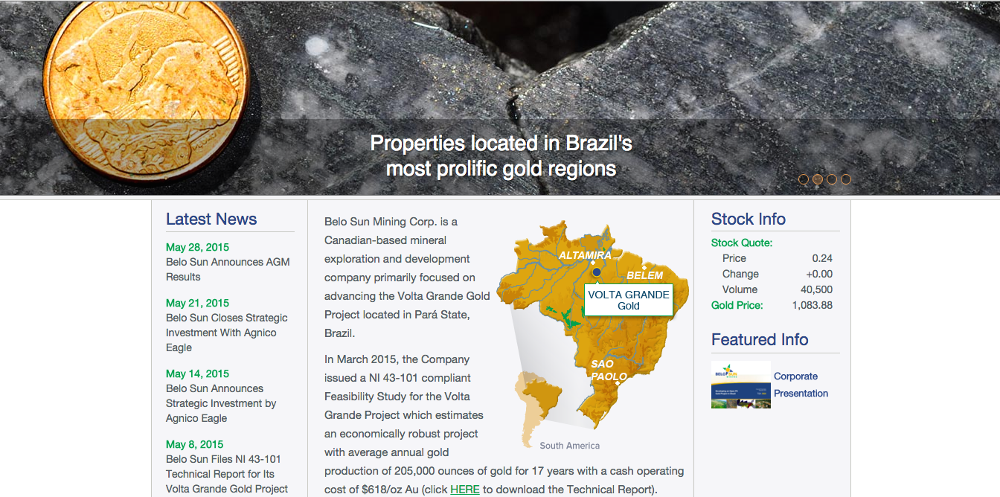 BRASIL
Properties located in Brazil's
most prolific gold regions
Latest News
May 28, 2015
Belo Sun Announces AGM
Results
May 21, 2015
Belo Sun Closes Strategic
Investment With Agnico
Eagle
May 14, 2015
Belo Sun Announces
Strategic Investment by
Agnico Eagle
May 8, 2015
Belo Sun Files NI 43-101
Technical Report for Its
Volta Grande Gold Project
Belo Sun Mining Corp. is a
Canadian-based mineral
exploration and development
company primarily focused on
advancing the Volta Grande Gold
Project located in Pará State,
Brazil.
In March 2015, the Company
issued a NI 43-101 compliant
Feasibility Study for the Volta
Grande Project which estimates
an economically robust project
with average annual gold
production of 205,000 ounces of gold for 17 years with a cash operating
cost of $618/oz Au (click HERE to download the Technical Report).
ALTAMIRA
BELEM
VOLTA GRANDE
Gold
SAO
PAOLO
South America
Stock Info
Stock Quote:
Price 0.24
Change +0.00
Volume 40,500
Gold Price: 1,083.88
Featured Info
BELO SUN
Corporate
Presentation